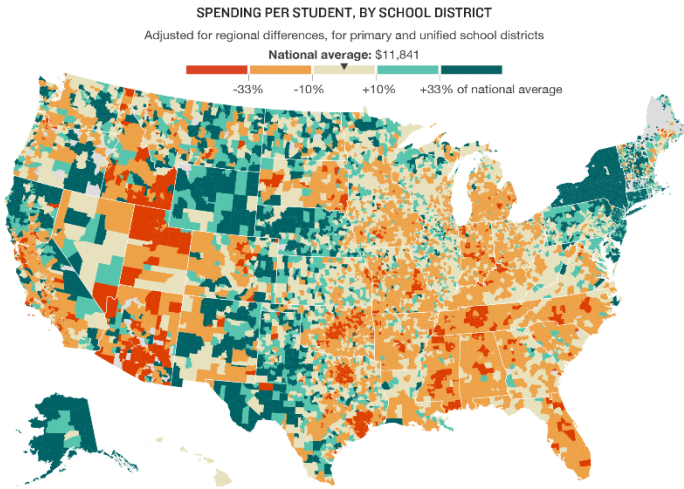 SPENDING PER STUDENT, BY SCHOOL DISTRICT
Adjusted for regional differences, for primary and unified school districts
National average: $11,841
-33% -10% +10% +33% of national average